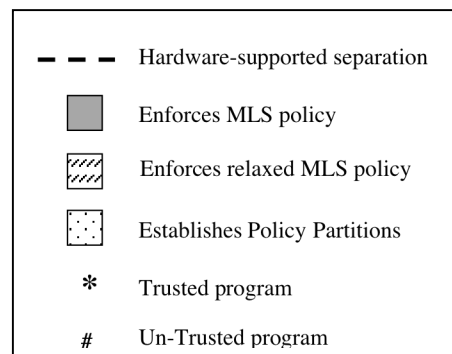 Hardware-supported separation
Enforces MLS policy
Enforces relaxed MLS policy
Establishes Policy Partitions
* Trusted program
# Un-Trusted program